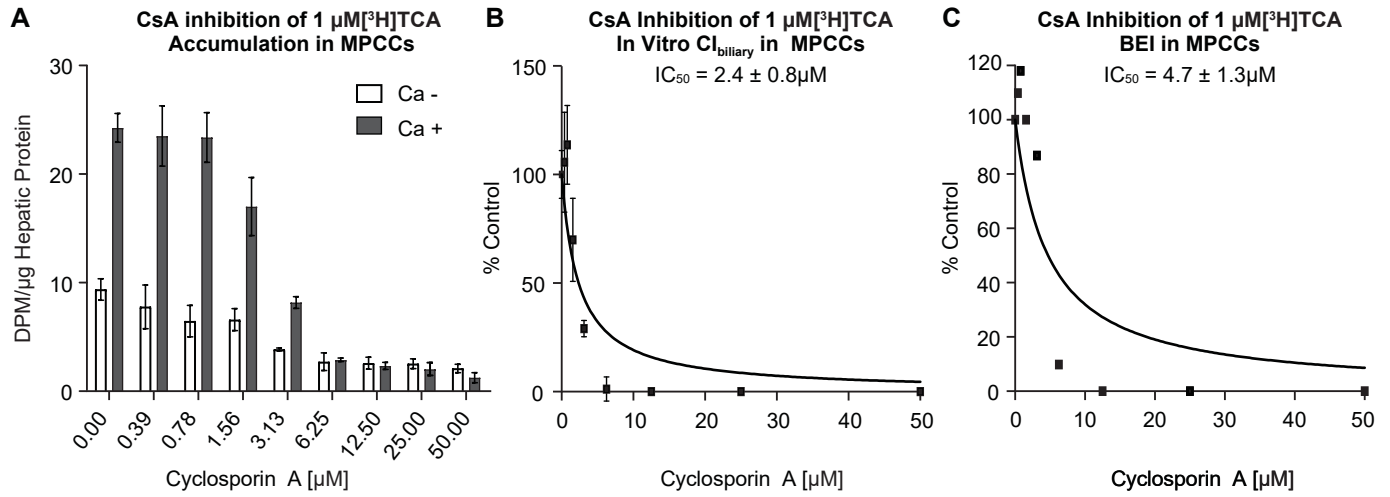 A
CsA inhibition of 1 µM[³H]TCA
Accumulation in MPCCs
30
20
10
0
DPM/µg Hepatic Protein
Ca -
Ca +
0.00
0.39
0.78
1.56
3.13
6.25
12.50
25.00
50.00
Cyclosporin A [µM]
B
CsA Inhibition of 1 µM[³H]TCA
In Vitro Cl_biliary in MPCCs
IC₅₀ = 2.4 ± 0.8µM
150
100
50
0
% Control
0
10
20
30
40
50
Cyclosporin A [µM]
C
CsA Inhibition of 1 µM[³H]TCA
BEI in MPCCs
IC₅₀ = 4.7 ± 1.3µM
120
100
80
60
40
20
0
% Control
0
10
20
30
40
50
Cyclosporin A [µM]